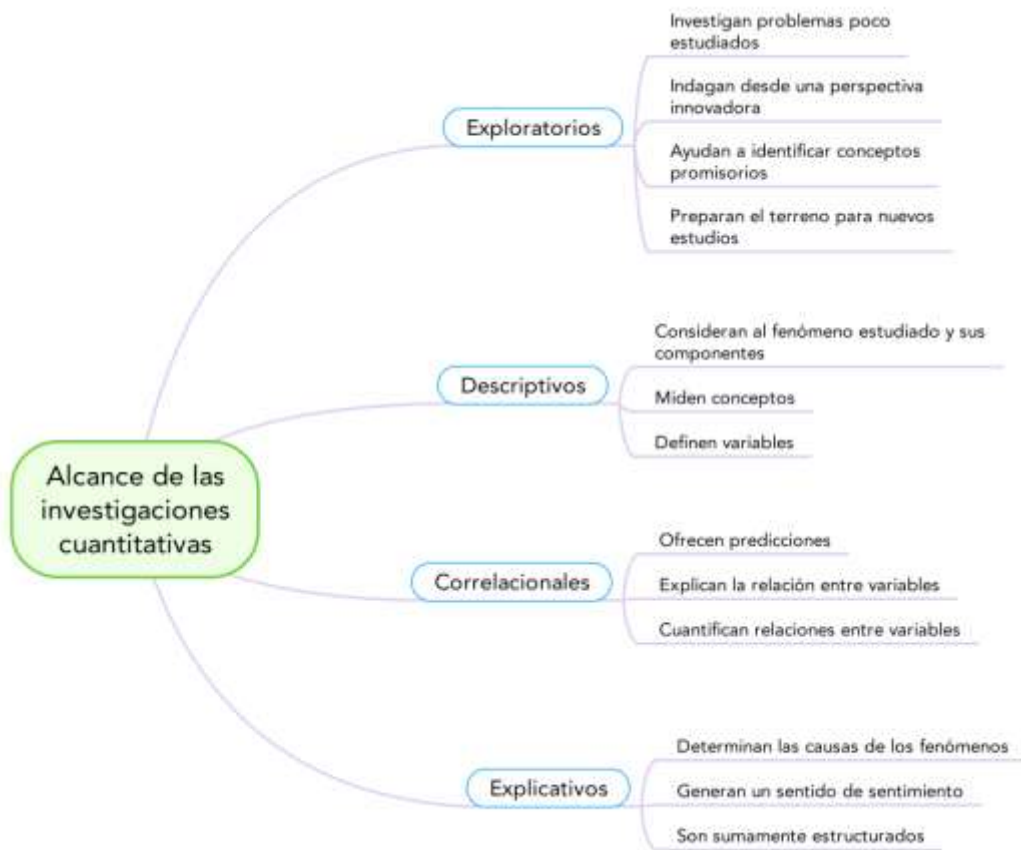 Alcance de las
investigaciones
cuantitativas
Exploratorios
Investigan problemas poco
estudiados
Indagan desde una perspectiva
innovadora
Ayudan a identificar conceptos
promisorios
Preparan el terreno para nuevos
estudios
Descriptivos
Consideran al fenómeno estudiado y sus
componentes
Miden conceptos
Definen variables
Correlacionales
Ofrecen predicciones
Explican la relación entre variables
Cuantifican relaciones entre variables
Explicativos
Determinan las causas de los fenómenos
Generan un sentido de sentimiento
Son sumamente estructurados